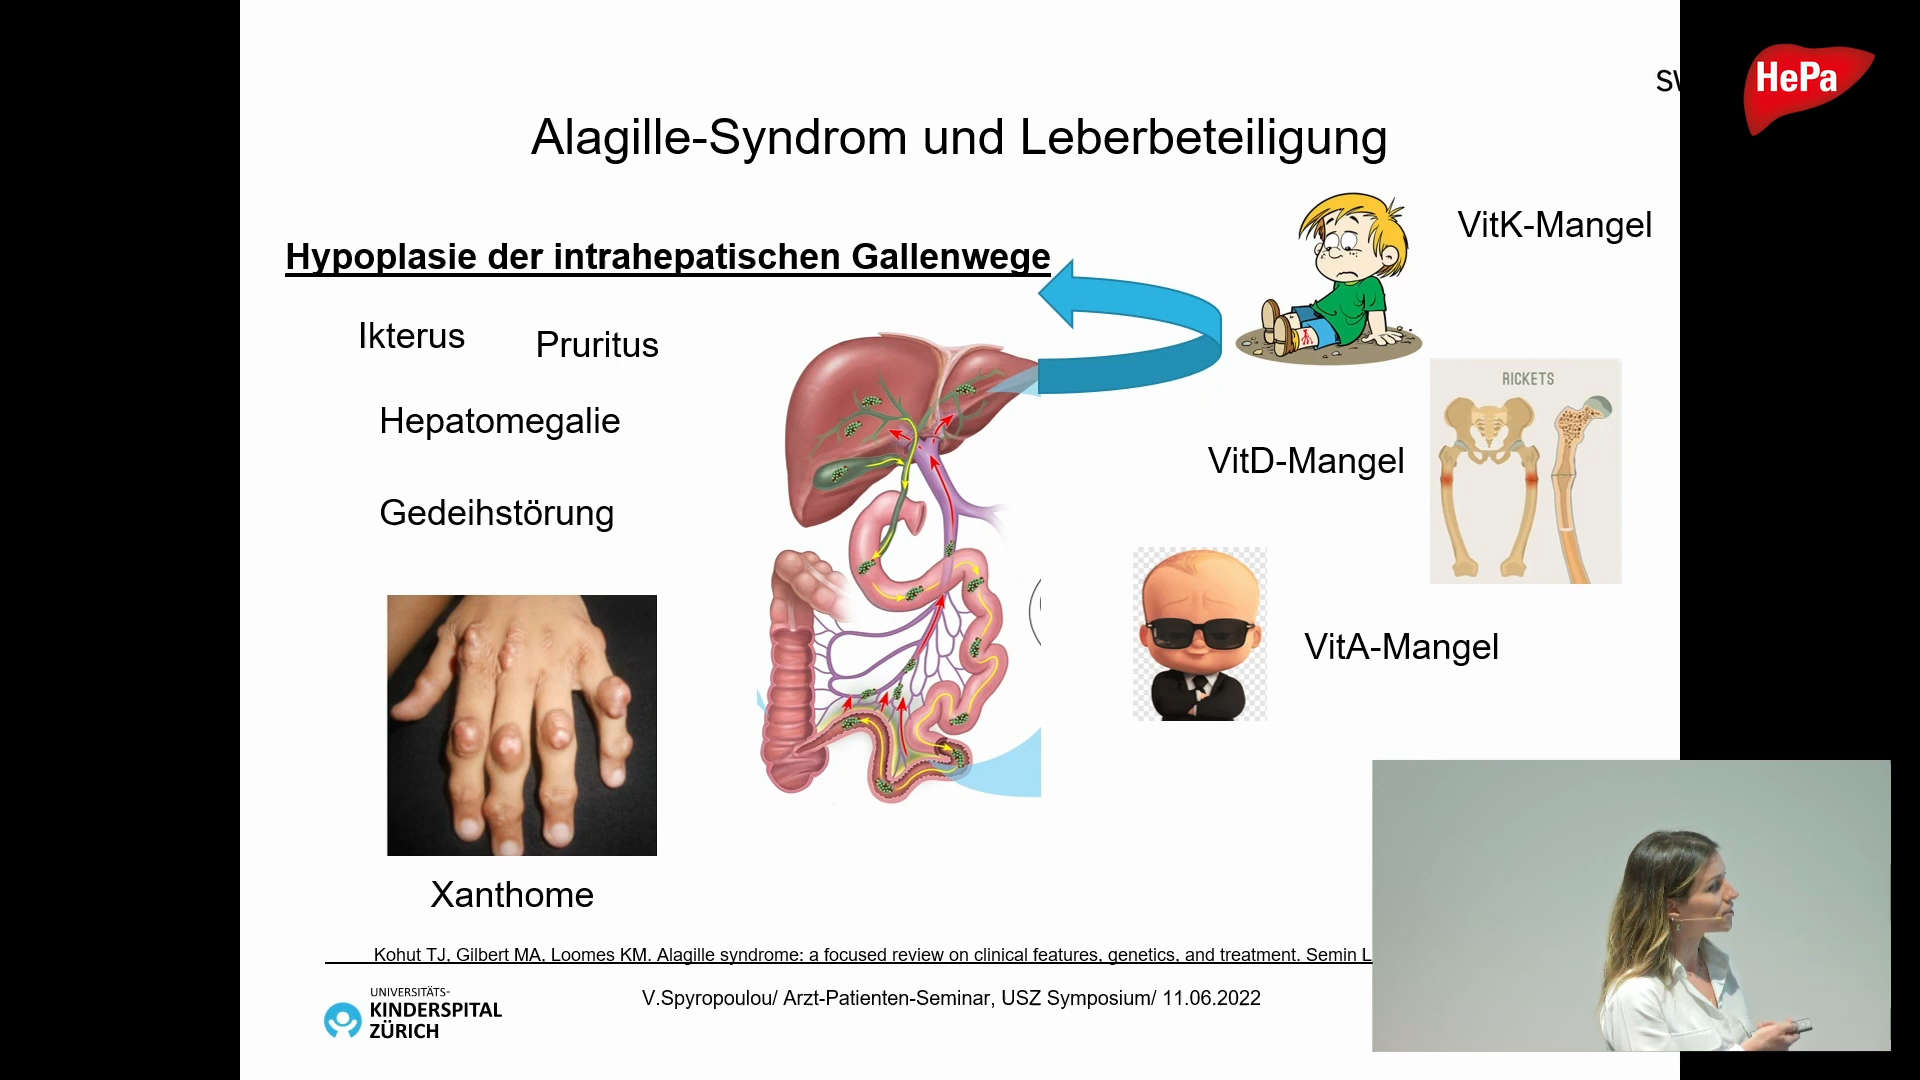 HePa
Alagille-Syndrom und Leberbeteiligung
VitK-Mangel
Hypoplasie der intrahepatischen Gallenwege
Ikterus
Pruritus
RICKETS
Hepatomegalie
VitD-Mangel
Gedeihstörung
VitA-Mangel
Xanthome
Kohut TJ, Gilbert MA, Loomes KM. Alagille syndrome: a focused review on clinical features, genetics, and treatment. Semin L
UNIVERSITÄTS-
KINDERSPITAL
ZÜRICH
V.Spyropoulou/ Arzt-Patienten-Seminar, USZ Symposium/ 11.06.2022